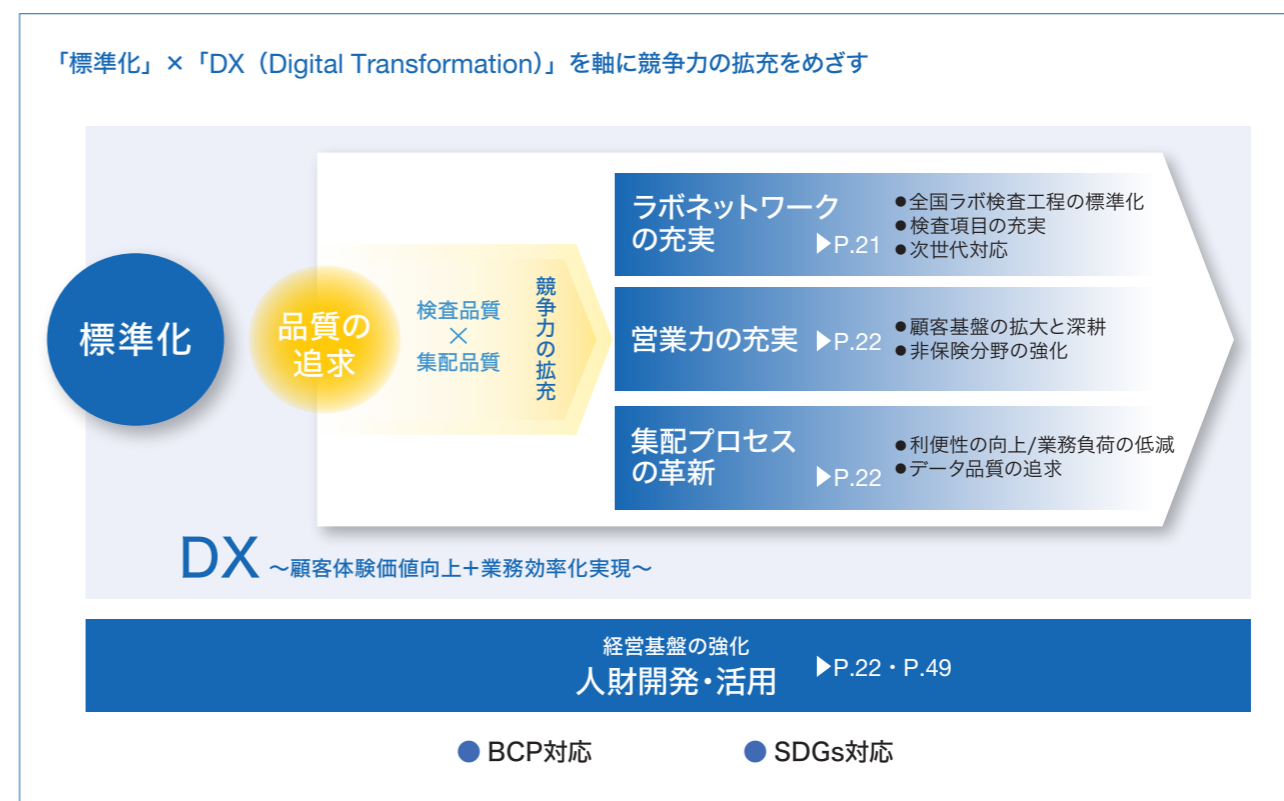 「標準化」×「DX（Digital Transformation）」を軸に競争力の拡充をめざす
標準化
品質の
追求
検査品質
×
集配品質
競争力の拡充
ラボネットワーク
の充実
▶P.21
●全国ラボ検査工程の標準化
●検査項目の充実
●次世代対応
営業力の充実 ▶P.22
●顧客基盤の拡大と深耕
●非保険分野の強化
集配プロセス
の革新
▶P.22
●利便性の向上/業務負荷の低減
●データ品質の追求
DX ～顧客体験価値向上＋業務効率化実現～
経営基盤の強化
人財開発・活用 ▶P.22・P.49
●BCP対応 ●SDGs対応